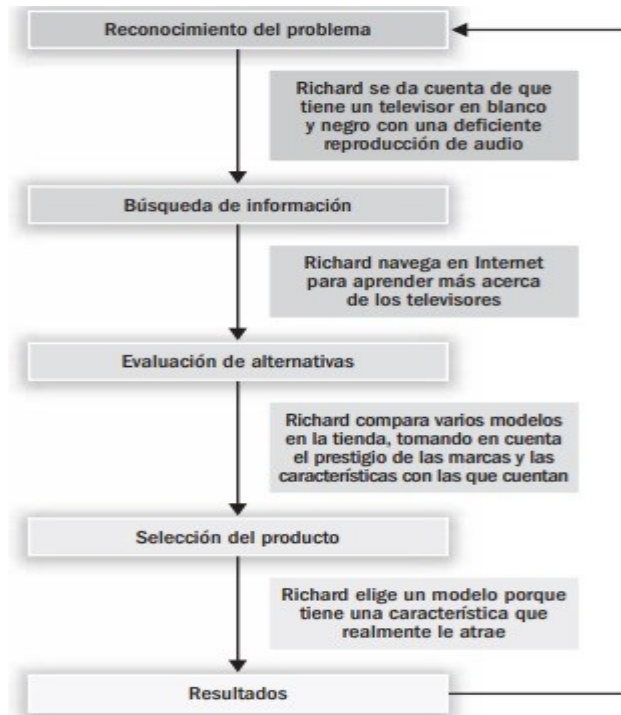 Reconocimiento del problema
Richard se da cuenta de que
tiene un televisor en blanco
y negro con una deficiente
reproducción de audio
Búsqueda de información
Richard navega en Internet
para aprender más acerca
de los televisores
Evaluación de alternativas
Richard compara varios modelos
en la tienda, tomando en cuenta
el prestigio de las marcas y las
características con las que cuentan
Selección del producto
Richard elige un modelo porque
tiene una característica que
realmente le atrae
Resultados